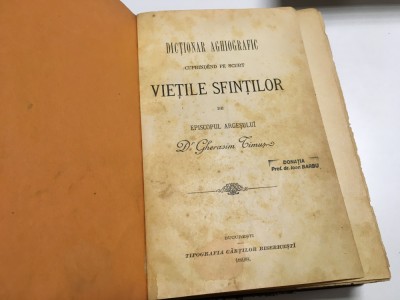 DICȚIONAR AGHIOGRAFIC
CUPRINDÊND PE SCURT
VIEȚILE SFINȚILOR
DE
EPISCOPUL ARGEȘULUI
Dr. Gherasim Timuș
DONAȚIA
Prof. dr. Ioan BARBU
BUCUREȘTI
TIPOGRAFIA CĂRȚILOR BISERICEȘTI